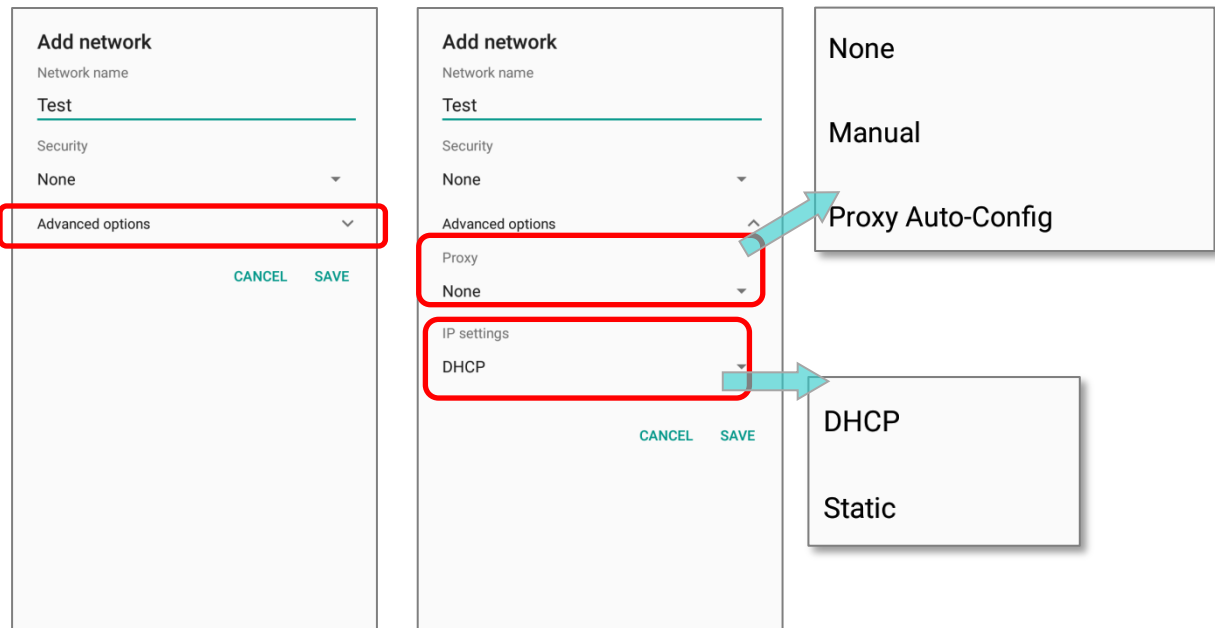 Add network
Network name
Test
Security
None
Advanced options
CANCEL SAVE
Add network
Network name
Test
Security
None
Advanced options
Proxy
None
IP settings
DHCP
CANCEL SAVE
None
Manual
Proxy Auto-Config
DHCP
Static